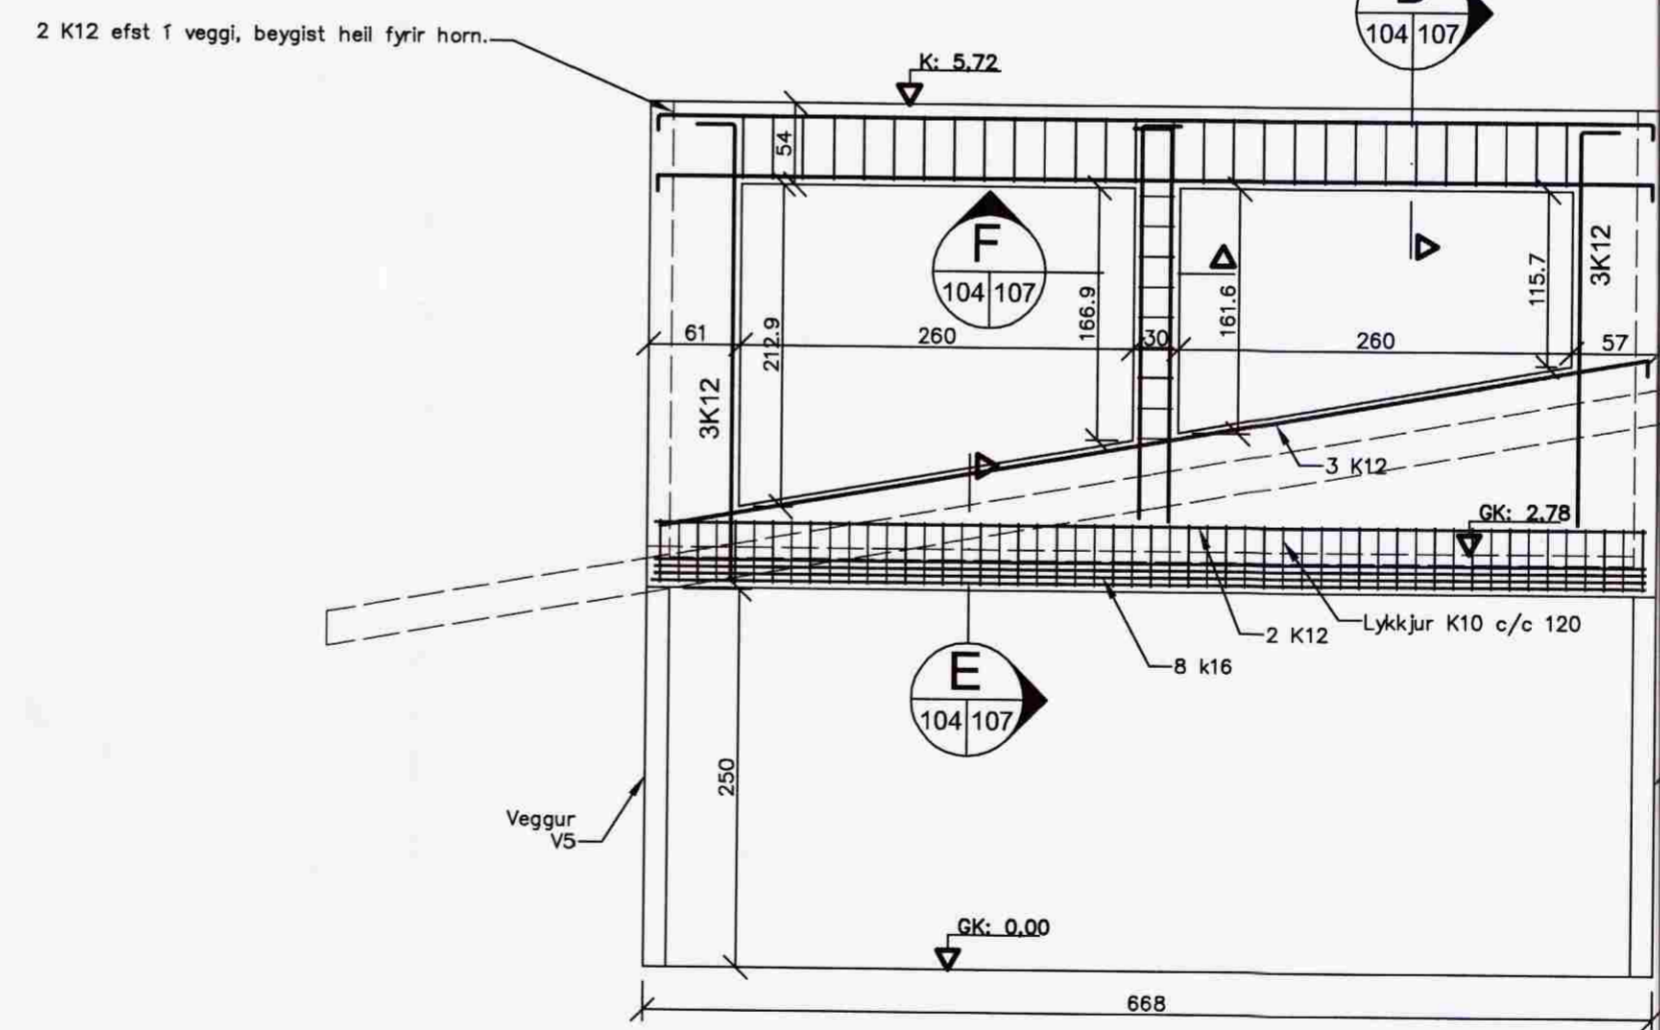 2 K12 efst í veggi, beygist heil fyrir horn.
104 107
K: 5,72
54
F
104 107
3K12
115.7
166.9
161.6
212.9
61
260
30
260
57
3K12
3 K12
GK: 2,78
Lykkjur K10 c/c 120
2 K12
8 k16
E
104 107
250
Veggur
V5
GK: 0,00
668